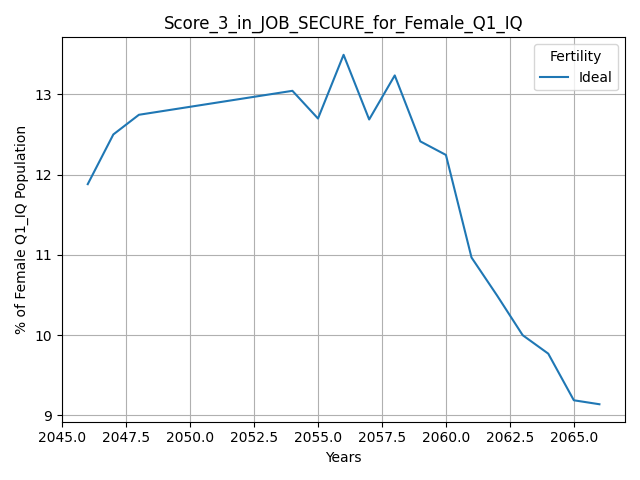 Score_3_in_JOB_SECURE_for_Female_Q1_IQ
Fertility
Ideal
% of Female Q1_IQ Population
13
12
11
10
9
2045.0 2047.5 2050.0 2052.5 2055.0 2057.5 2060.0 2062.5 2065.0
Years